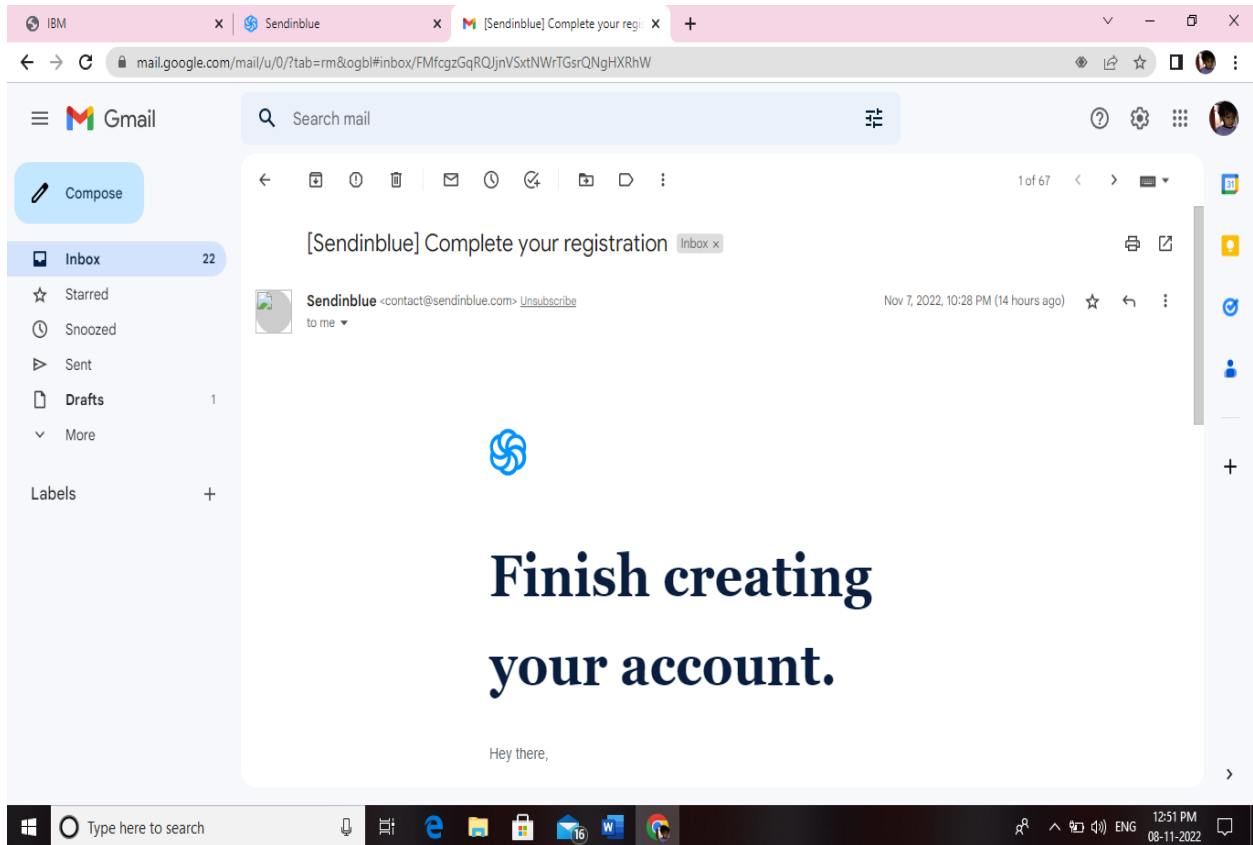 IBM
Sendinblue
[Sendinblue] Complete your regis
mail.google.com/mail/u/0/?tab=rm&ogbl#inbox/FMfcgzGqRQJjnVSxtNWrTGsrQNgHXRhW
Gmail
Search mail
Compose
1 of 67
31
[Sendinblue] Complete your registration Inbox x
Inbox 22
Sendinblue <contact@sendinblue.com> Unsubscribe Nov 7, 2022, 10:28 PM (14 hours ago)
to me
Starred
Snoozed
Sent
Drafts 1
More
Labels
Finish creating
your account.
Hey there,
Type here to search
16
W
ENG
12:51 PM
08-11-2022